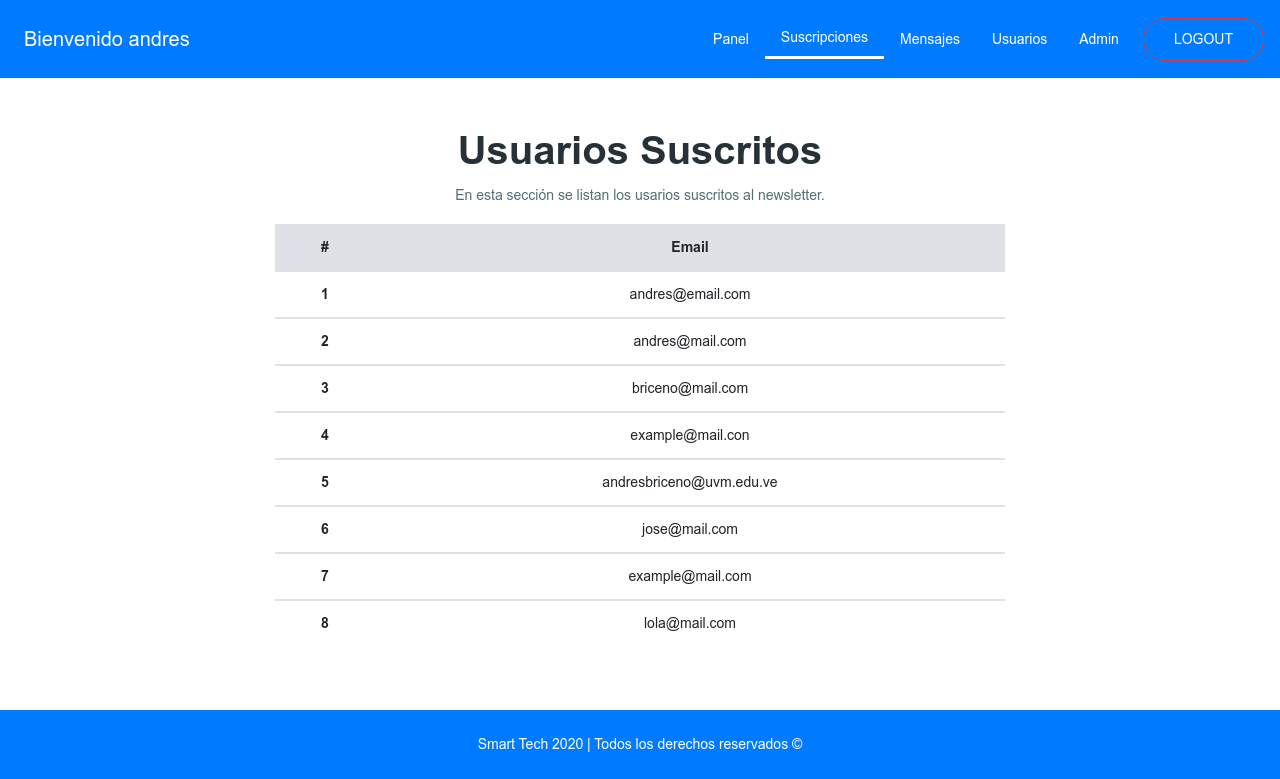 Bienvenido andres
Panel Suscripciones Mensajes Usuarios Admin LOGOUT
Usuarios Suscritos
En esta sección se listan los usarios suscritos al newsletter.
# Email
1 andres@email.com
2 andres@mail.com
3 briceno@mail.com
4 example@mail.con
5 andresbriceno@uvm.edu.ve
6 jose@mail.com
7 example@mail.com
8 lola@mail.com
Smart Tech 2020 | Todos los derechos reservados ©